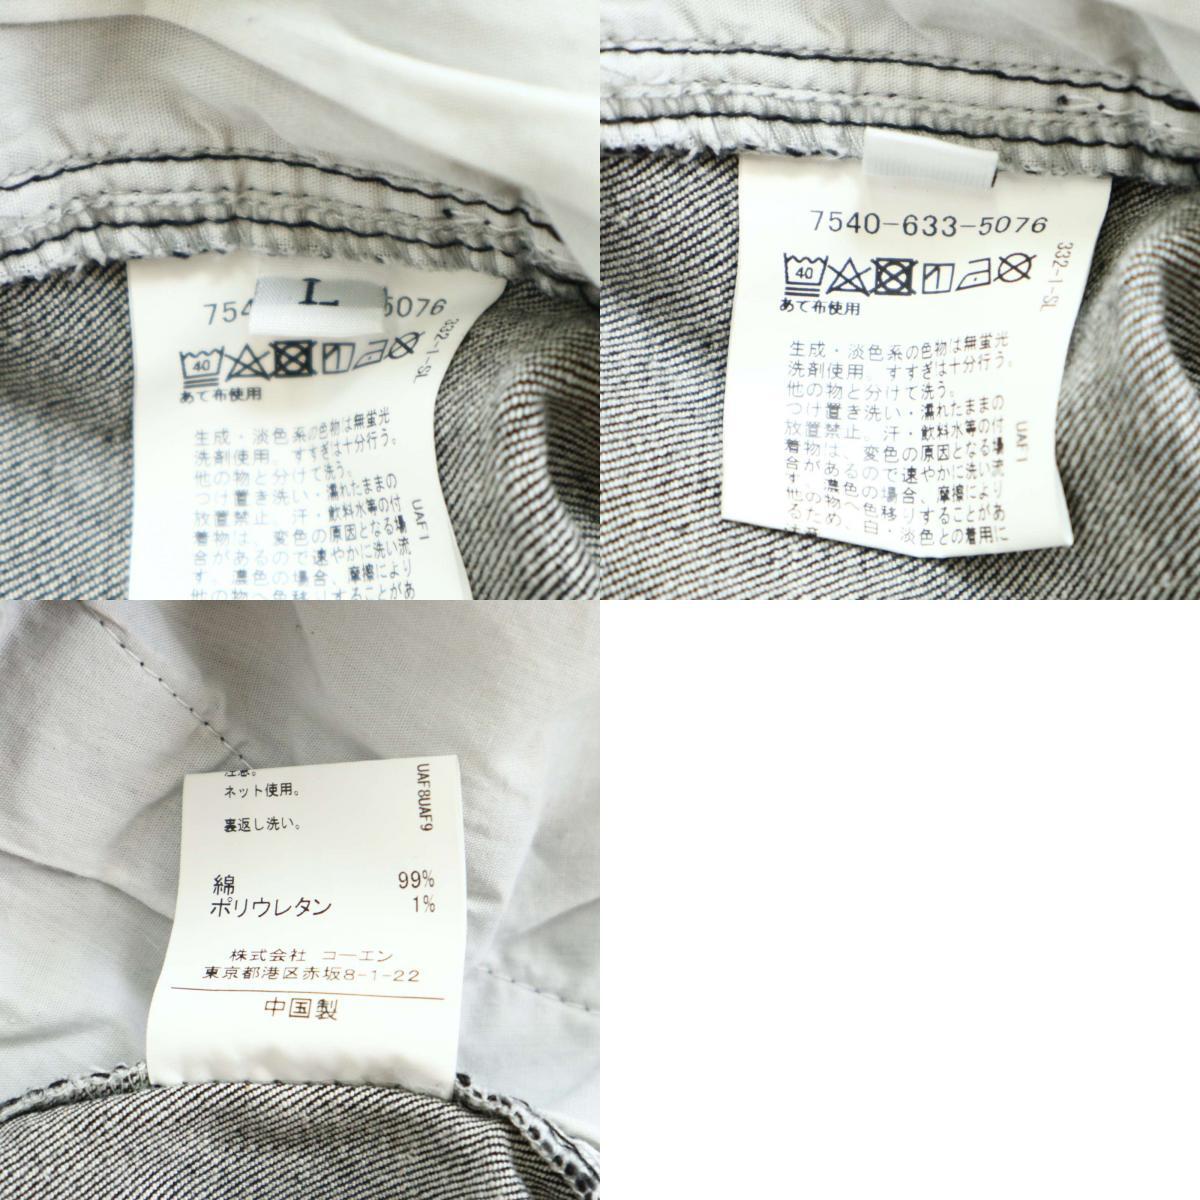 L
5076
40
332-1-SL
あて布使用
生成・淡色系の色物は無蛍光
洗剤使用。すすぎは十分行う。
他の物と分けて洗う。
つけ置き洗い・濡れたままの
放置禁止。汗・飲料水等の付
着物は、変色の原因となる場
合があるので速やかに洗い流
す。濃色の場合、摩擦により
他の物へ色移りすることがあ
UAF1
7540-633-5076
40
332-1-SL
あて布使用
生成・淡色系の色物は無蛍光
洗剤使用。すすぎは十分行う。
他の物と分けて洗う。
つけ置き洗い・濡れたままの
放置禁止。汗・飲料水等の付
着物は、変色の原因となる場
合があるので速やかに洗い流
す。濃色の場合、摩擦により
他の物へ色移りすることがあ
るため、白・淡色との着用に
UAF1
注意。
ネット使用。
裏返し洗い。
UAF8UAF9
綿 99%
ポリウレタン 1%
株式会社 コーエン
東京都港区赤坂8-1-22
中国製